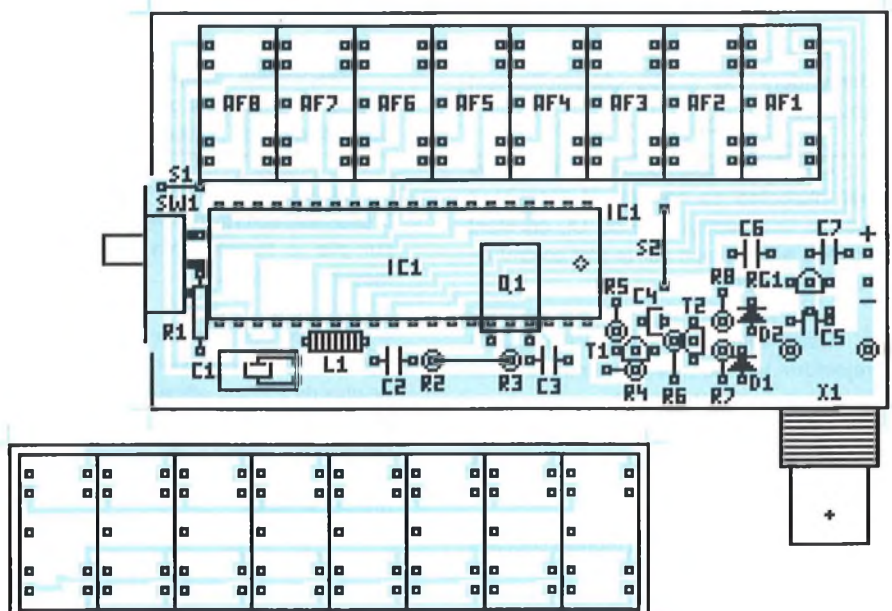 AF8 AF7 AF6 AF5 AF4 AF3 AF2 AF1
S1
SW1
IC1
S2
C6 C7 +
IC1
Q1
R5 C4 T2 R8 RG1 −
R1
D2 C5
C1
L1
C2 R2 R3 C3
T1
R4 R6 R7 D1
X1
+